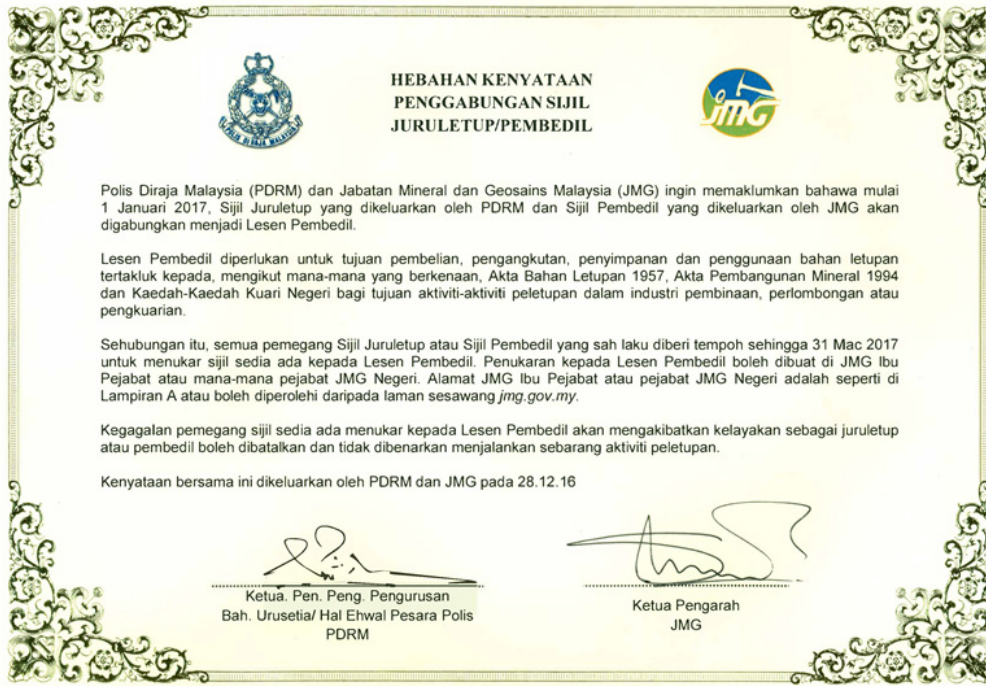 HEBAHAN KENYATAAN
PENGGABUNGAN SIJIL
JURULETUP/PEMBEDIL
POLIS DIRAJA MALAYSIA
jmG
Polis Diraja Malaysia (PDRM) dan Jabatan Mineral dan Geosains Malaysia (JMG) ingin memaklumkan bahawa mulai
1 Januari 2017, Sijil Juruletup yang dikeluarkan oleh PDRM dan Sijil Pembedil yang dikeluarkan oleh JMG akan
digabungkan menjadi Lesen Pembedil.
Lesen Pembedil diperlukan untuk tujuan pembelian, pengangkutan, penyimpanan dan penggunaan bahan letupan
tertakluk kepada, mengikut mana-mana yang berkenaan, Akta Bahan Letupan 1957, Akta Pembangunan Mineral 1994
dan Kaedah-Kaedah Kuari Negeri bagi tujuan aktiviti-aktiviti peletupan dalam industri pembinaan, perlombongan atau
pengkuarian.
Sehubungan itu, semua pemegang Sijil Juruletup atau Sijil Pembedil yang sah laku diberi tempoh sehingga 31 Mac 2017
untuk menukar sijil sedia ada kepada Lesen Pembedil. Penukaran kepada Lesen Pembedil boleh dibuat di JMG Ibu
Pejabat atau mana-mana pejabat JMG Negeri. Alamat JMG Ibu Pejabat atau pejabat JMG Negeri adalah seperti di
Lampiran A atau boleh diperolehi daripada laman sesawang jmg.gov.my.
Kegagalan pemegang sijil sedia ada menukar kepada Lesen Pembedil akan mengakibatkan kelayakan sebagai juruletup
atau pembedil boleh dibatalkan dan tidak dibenarkan menjalankan sebarang aktiviti peletupan.
Kenyataan bersama ini dikeluarkan oleh PDRM dan JMG pada 28.12.16
Ketua. Pen. Peng. Pengurusan
Bah. Urusetia/ Hal Ehwal Pesara Polis
PDRM
Ketua Pengarah
JMG